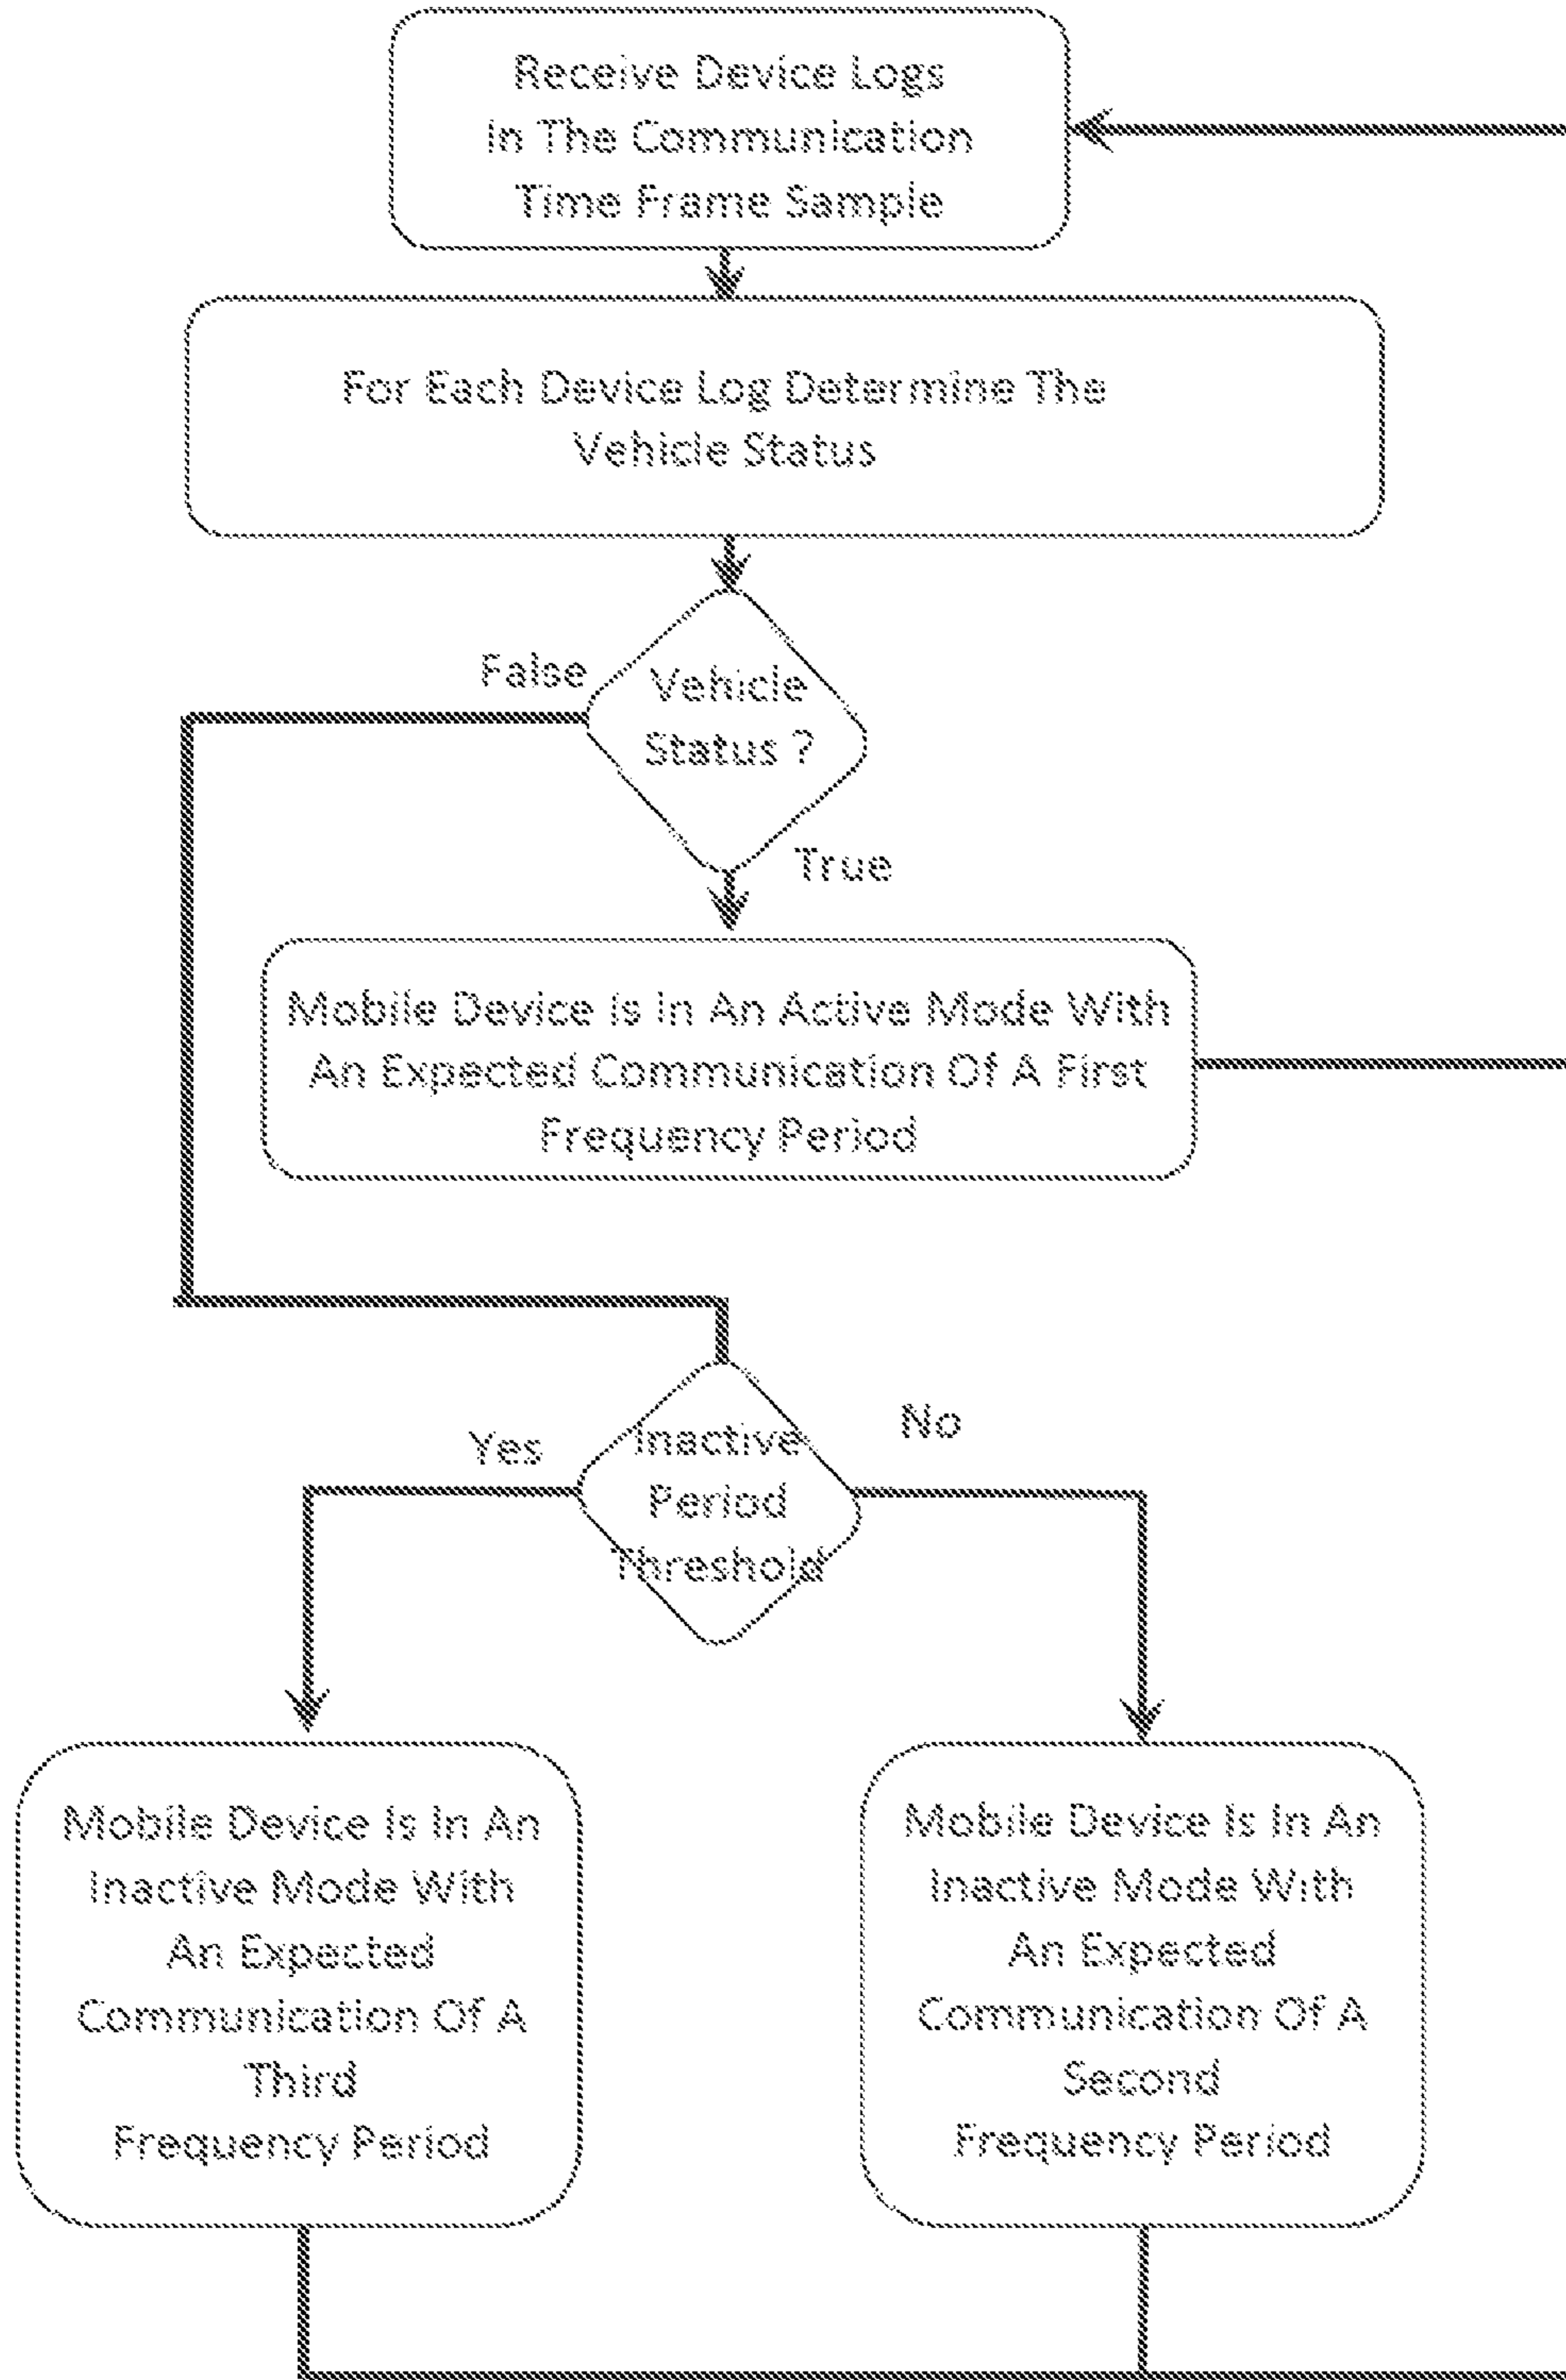 Receive Device Logs
In The Communication
Time Frame Sample
For Each Device Log Determine The
Vehicle Status
False
Vehicle
Status ?
True
Mobile Device Is In An Active Mode With
An Expected Communication Of A First
Frequency Period
Yes
Inactive
Period
Threshold
No
Mobile Device Is In An
Inactive Mode With
An Expected
Communication Of A
Third
Frequency Period
Mobile Device Is In An
Inactive Mode With
An Expected
Communication Of A
Second
Frequency Period